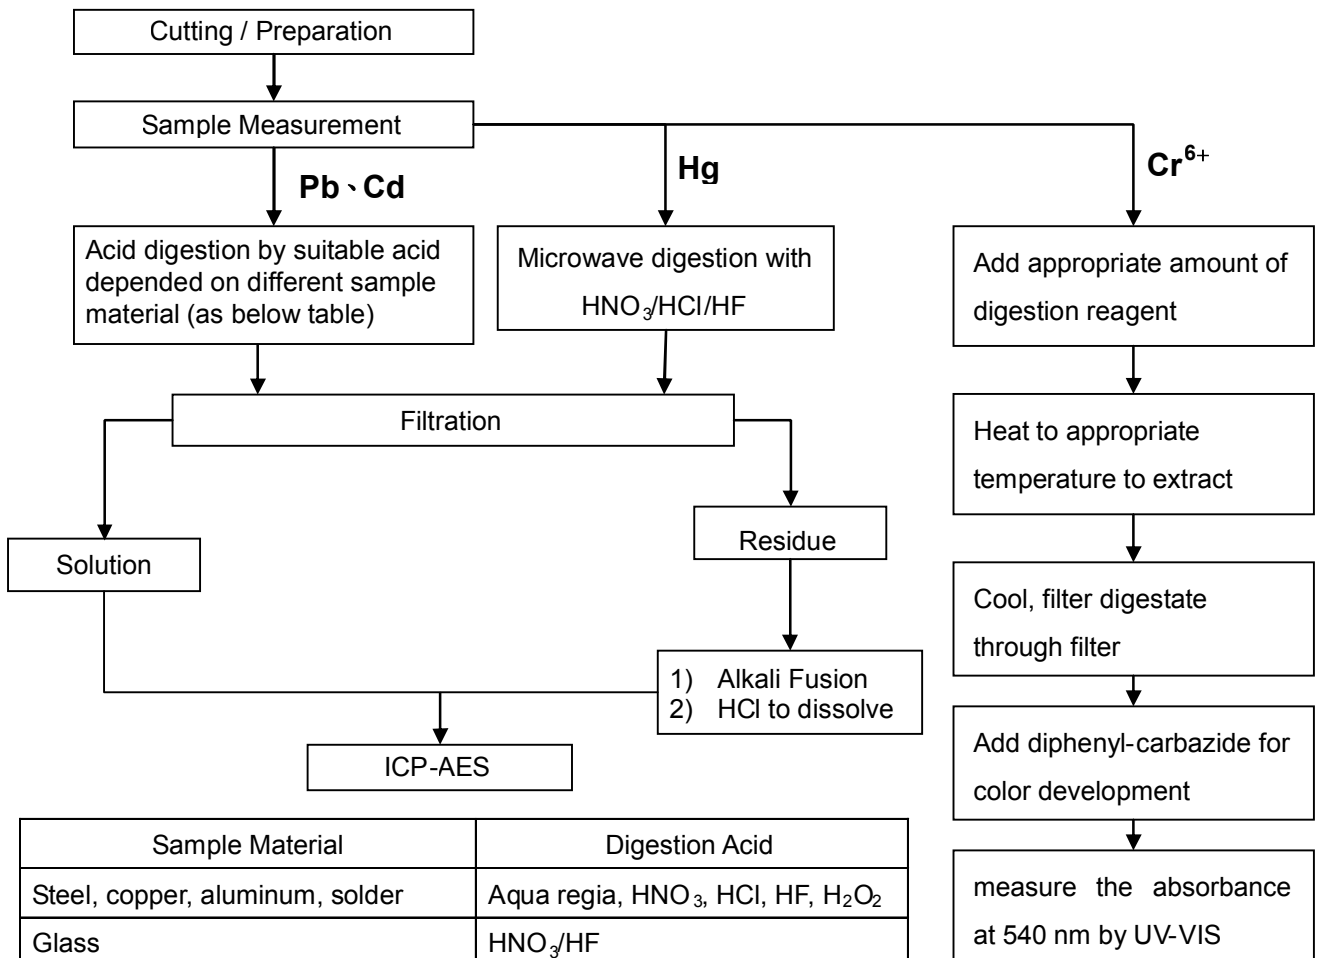 Cutting / Preparation
Sample Measurement
Pb、Cd
Hg
Cr⁶⁺
Acid digestion by suitable acid
depended on different sample
material (as below table)
Microwave digestion with
HNO₃/HCl/HF
Add appropriate amount of
digestion reagent
Filtration
Heat to appropriate
temperature to extract
Solution
Residue
Cool, filter digestate
through filter
1) Alkali Fusion
2) HCl to dissolve
ICP-AES
Add diphenyl-carbazide for
color development
Sample Material Digestion Acid
Steel, copper, aluminum, solder Aqua regia, HNO₃, HCl, HF, H₂O₂
Glass HNO₃/HF
measure the absorbance
at 540 nm by UV-VIS